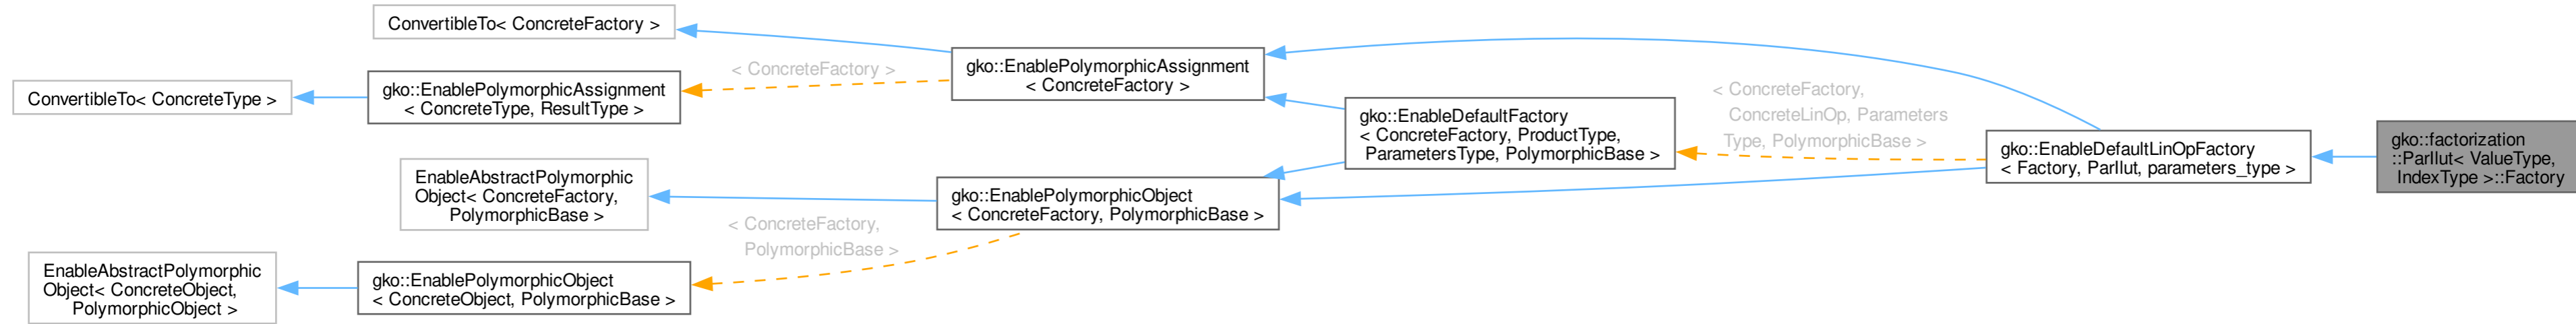 ConvertibleTo< ConcreteFactory >
ConvertibleTo< ConcreteType >
gko::EnablePolymorphicAssignment
< ConcreteType, ResultType >
< ConcreteFactory >
gko::EnablePolymorphicAssignment
< ConcreteFactory >
EnableAbstractPolymorphic
Object< ConcreteFactory,
PolymorphicBase >
EnableAbstractPolymorphic
Object< ConcreteObject,
PolymorphicObject >
gko::EnablePolymorphicObject
< ConcreteObject, PolymorphicBase >
< ConcreteFactory,
PolymorphicBase >
gko::EnablePolymorphicObject
< ConcreteFactory, PolymorphicBase >
gko::EnableDefaultFactory
< ConcreteFactory, ProductType,
ParametersType, PolymorphicBase >
< ConcreteFactory,
ConcreteLinOp, Parameters
Type, PolymorphicBase >
gko::EnableDefaultLinOpFactory
< Factory, ParIlut, parameters_type >
gko::factorization
::ParIlut< ValueType,
IndexType >::Factory